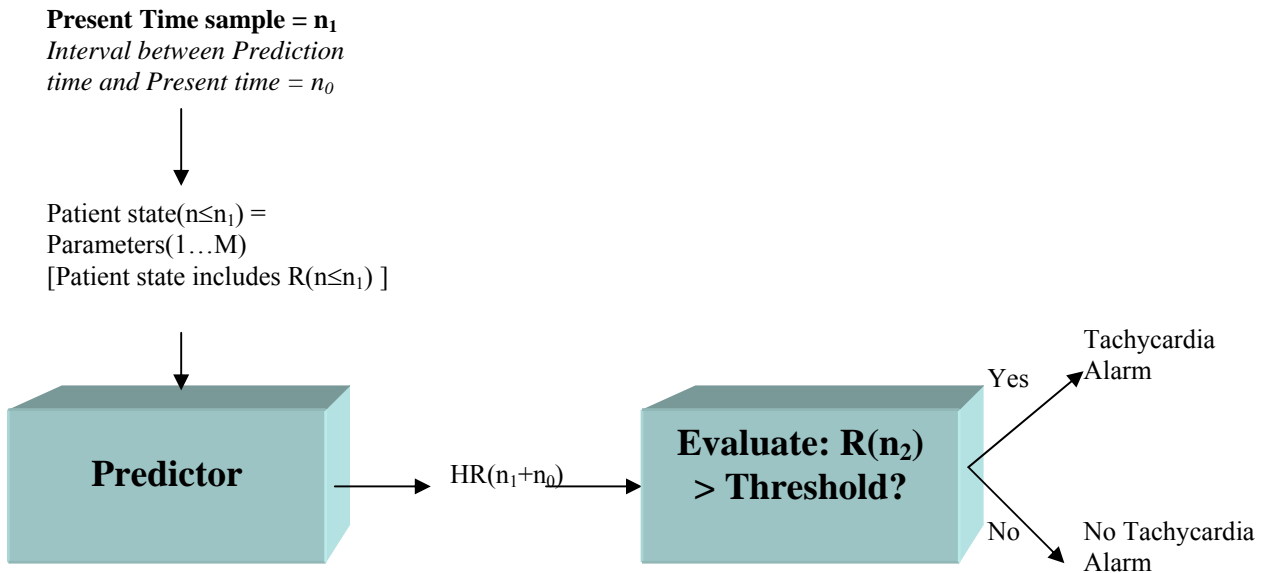 Present Time sample = n₁
Interval between Prediction
time and Present time = n₀
Patient state(n≤n₁) =
Parameters(1…M)
[Patient state includes R(n≤n₁) ]
Predictor
HR(n₁+n₀)
Evaluate: R(n₂)
> Threshold?
Yes
Tachycardia
Alarm
No
No Tachycardia
Alarm